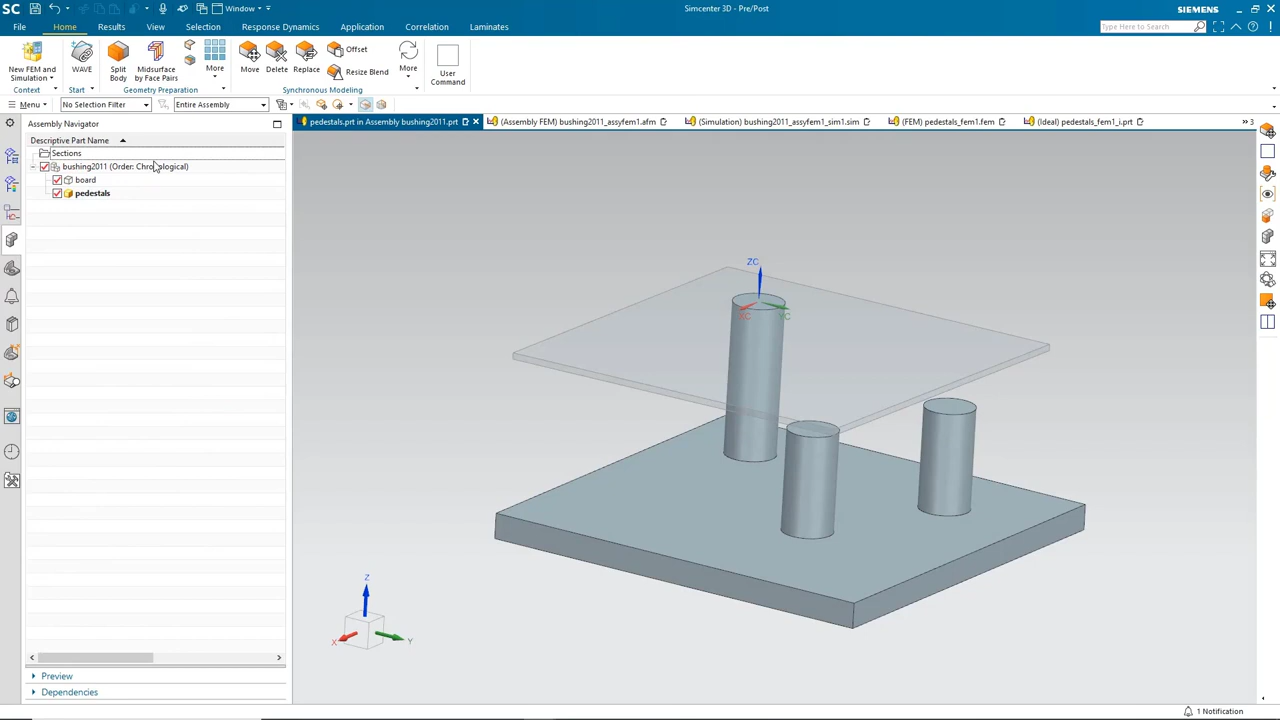 SC
Window
Simcenter 3D - Pre/Post
SIEMENS
File
Home
Results
View
Selection
Response Dynamics
Application
Correlation
Laminates
Type Here to Search
New FEM and
Simulation
WAVE
Split
Body
Midsurface
by Face Pairs
More
Move
Delete
Replace
Offset
Resize Blend
More
User
Command
Context
Start
Geometry Preparation
Synchronous Modeling
Menu
No Selection Filter
Entire Assembly
Assembly Navigator
pedestals.prt in Assembly bushing2011.prt
(Assembly FEM) bushing2011_assyfem1.afm
(Simulation) bushing2011_assyfem1_sim1.sim
(FEM) pedestals_fem1.fem
(Ideal) pedestals_fem1_i.prt
3
Descriptive Part Name
Sections
bushing2011 (Order: Chronological)
board
pedestals
ZC
XC
YC
Z
X
Y
Preview
Dependencies
1 Notification